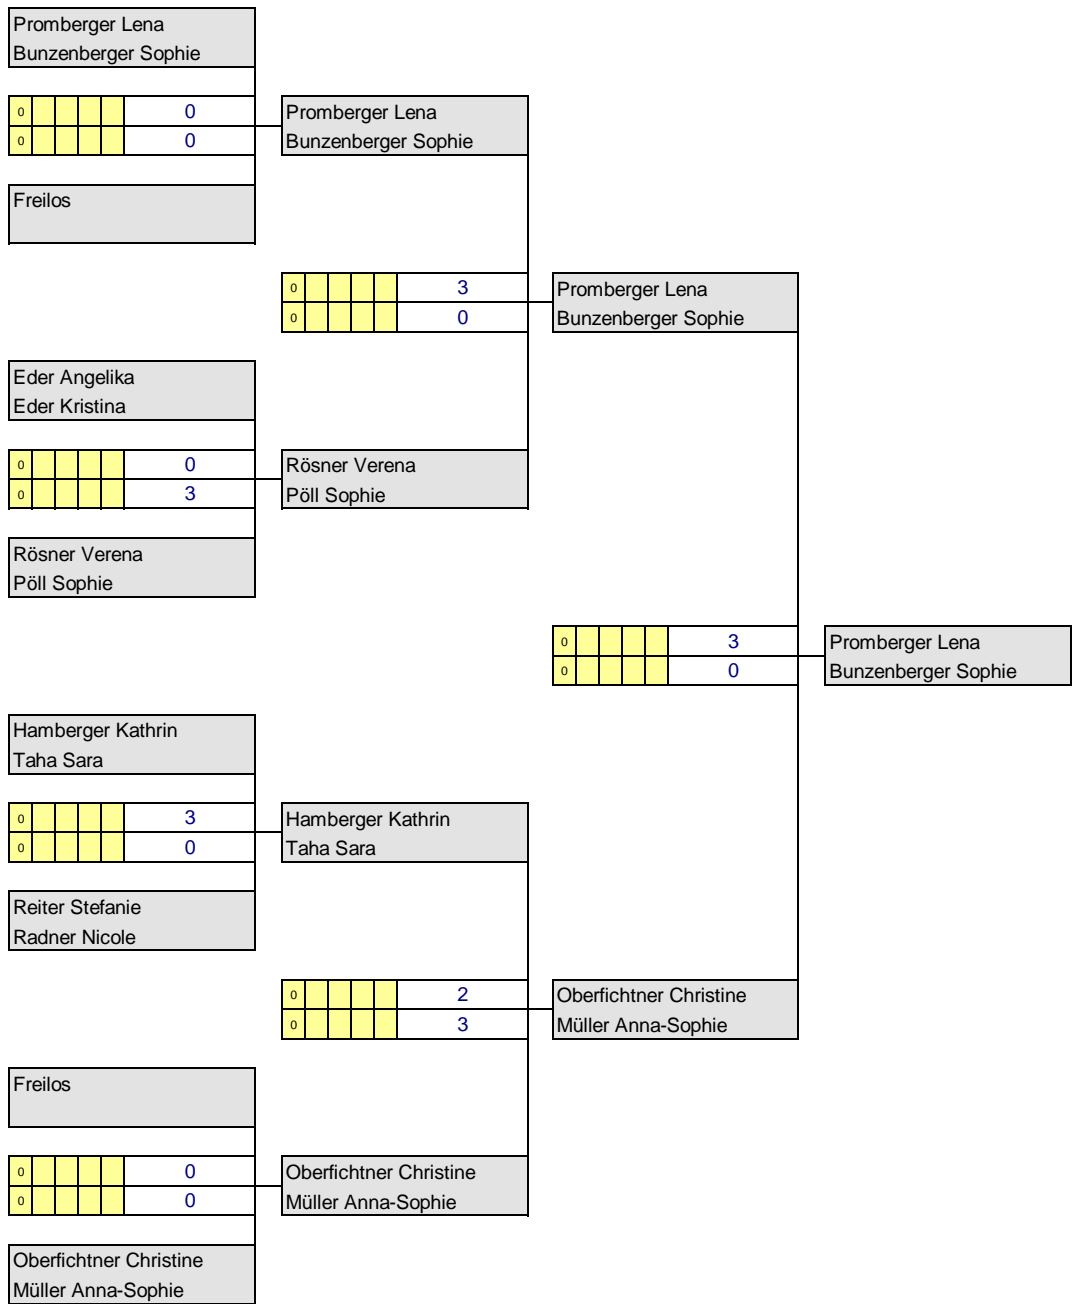 Promberger Lena
Bunzenberger Sophie
0 0 Promberger Lena
0 0 Bunzenberger Sophie
Freilos
0 3 Promberger Lena
0 0 Bunzenberger Sophie
Eder Angelika
Eder Kristina
0 0 Rösner Verena
0 3 Pöll Sophie
Rösner Verena
Pöll Sophie
0 3 Promberger Lena
0 0 Bunzenberger Sophie
Hamberger Kathrin
Taha Sara
0 3 Hamberger Kathrin
0 0 Taha Sara
Reiter Stefanie
Radner Nicole
0 2 Oberfichtner Christine
0 3 Müller Anna-Sophie
Freilos
0 0 Oberfichtner Christine
0 0 Müller Anna-Sophie
Oberfichtner Christine
Müller Anna-Sophie